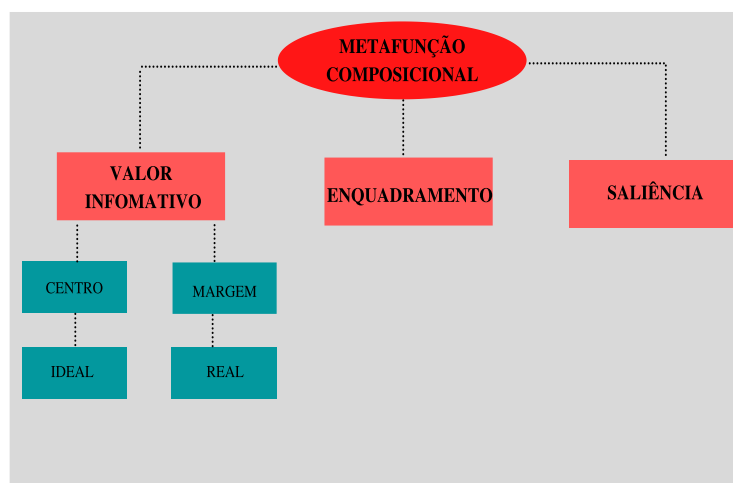 METAFUNÇÃO
COMPOSICIONAL
VALOR
INFOMATIVO
ENQUADRAMENTO
SALIÊNCIA
CENTRO
MARGEM
IDEAL
REAL